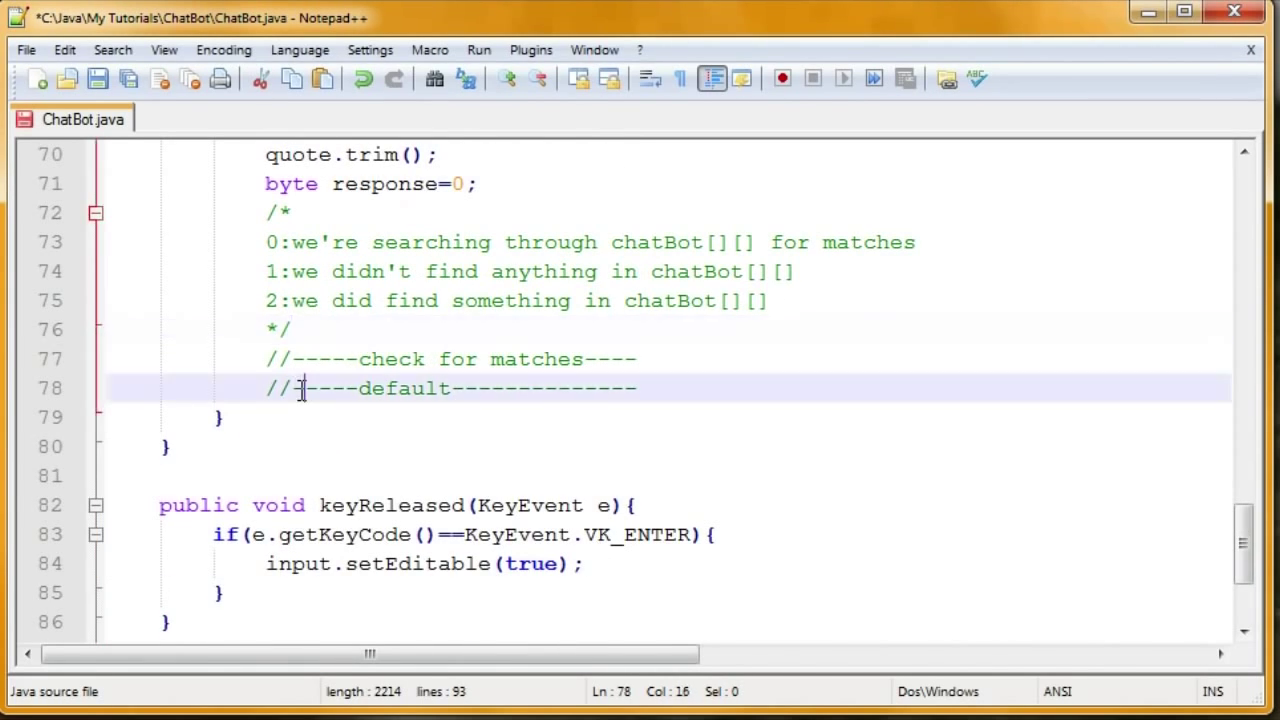 *C:\Java\My Tutorials\ChatBot\ChatBot.java - Notepad++
File Edit Search View Encoding Language Settings Macro Run Plugins Window ? X
ABC
ChatBot.java
70 quote.trim();
71 byte response=0;
72 /*
73 0:we're searching through chatBot[][] for matches
74 1:we didn't find anything in chatBot[][]
75 2:we did find something in chatBot[][]
76 */
77 //-----check for matches----
78 //-----default--------------
79 }
80 }
81
82 public void keyReleased(KeyEvent e){
83 if(e.getKeyCode()==KeyEvent.VK_ENTER){
84 input.setEditable(true);
85 }
86 }
Java source file length : 2214 lines : 93 Ln : 78 Col : 16 Sel : 0 Dos\Windows ANSI INS